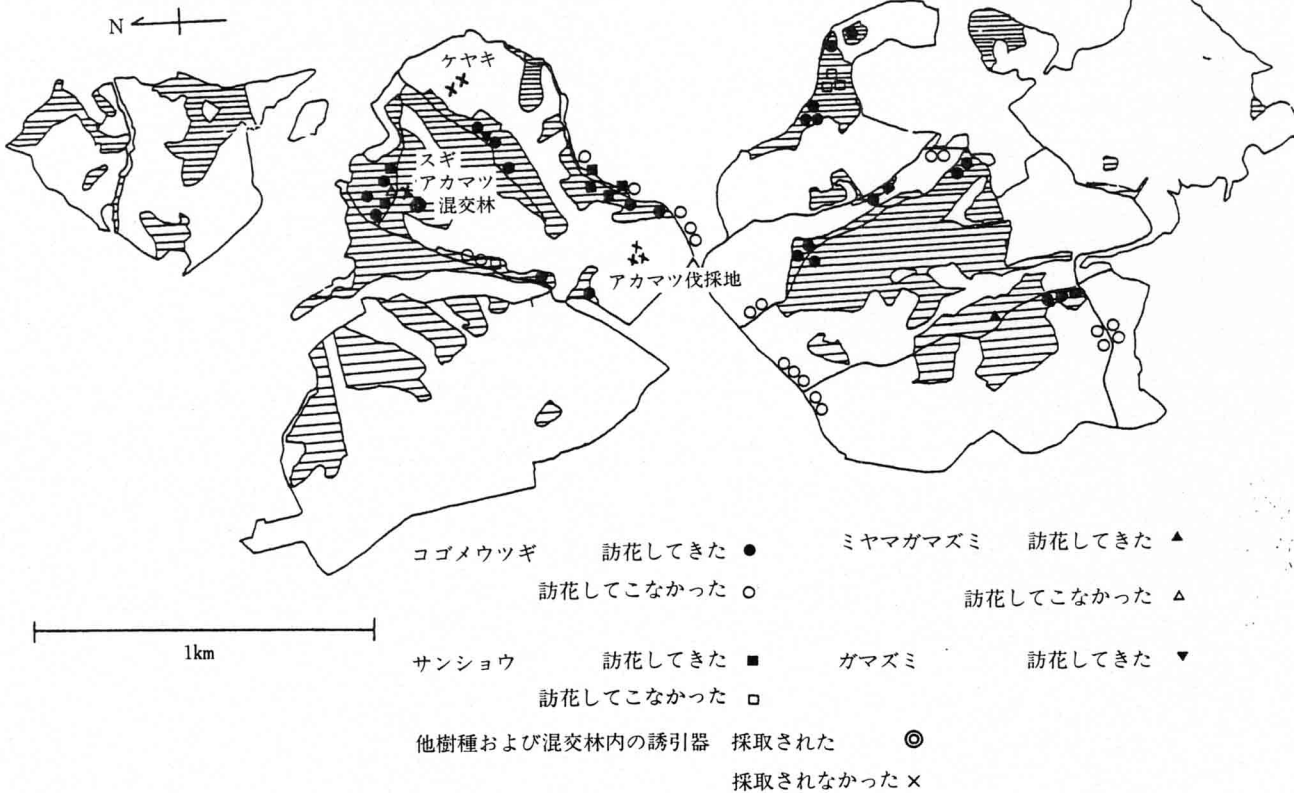 N
ケヤキ
スギ
アカマツ
混交林
アカマツ伐採地
コゴメウツギ 訪花してきた ●
訪花してこなかった ○
ミヤマガマズミ 訪花してきた ▲
訪花してこなかった △
1km
サンショウ 訪花してきた ■
訪花してこなかった □
ガマズミ 訪花してきた ▼
他樹種および混交林内の誘引器 採取された ◎
採取されなかった ×